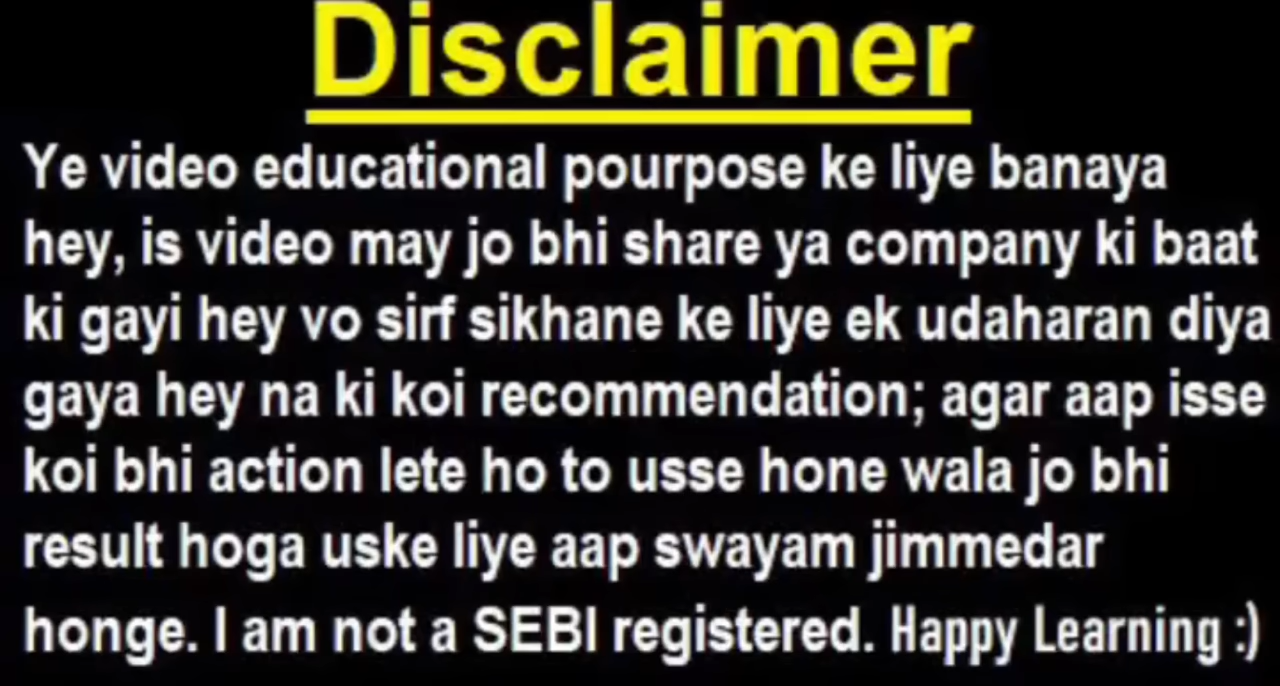 Disclaimer
Ye video educational pourpose ke liye banaya
hey, is video may jo bhi share ya company ki baat
ki gayi hey vo sirf sikhane ke liye ek udaharan diya
gaya hey na ki koi recommendation; agar aap isse
koi bhi action lete ho to usse hone wala jo bhi
result hoga uske liye aap swayam jimmedar
honge. I am not a SEBI registered. Happy Learning :)